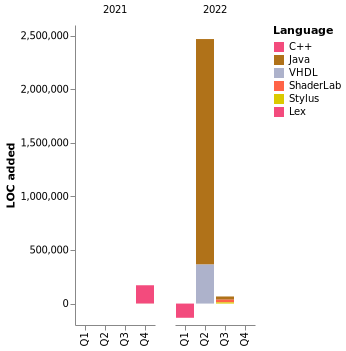 2021
2022
Language
C++
Java
VHDL
ShaderLab
Stylus
Lex
LOC added
2,500,000
2,000,000
1,500,000
1,000,000
500,000
0
Q1
Q2
Q3
Q4
Q1
Q2
Q3
Q4